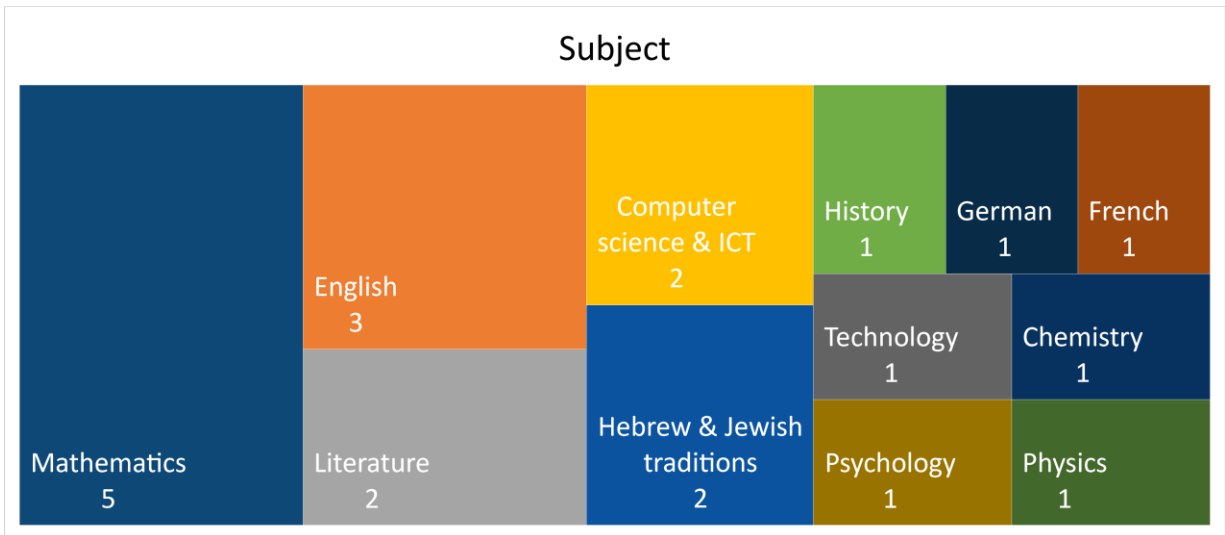 Subject
Mathematics
5
English
3
Literature
2
Computer
science & ICT
2
Hebrew & Jewish
traditions
2
History
1
German
1
French
1
Technology
1
Chemistry
1
Psychology
1
Physics
1